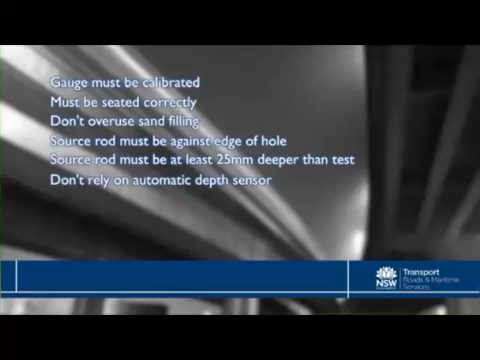 Gauge must be calibrated
Must be seated correctly
Don't overuse sand filling
Source rod must be against edge of hole
Source rod must be at least 25mm deeper than test
Don't rely on automatic depth sensor
NSW
Transport
Roads & Maritime
Services